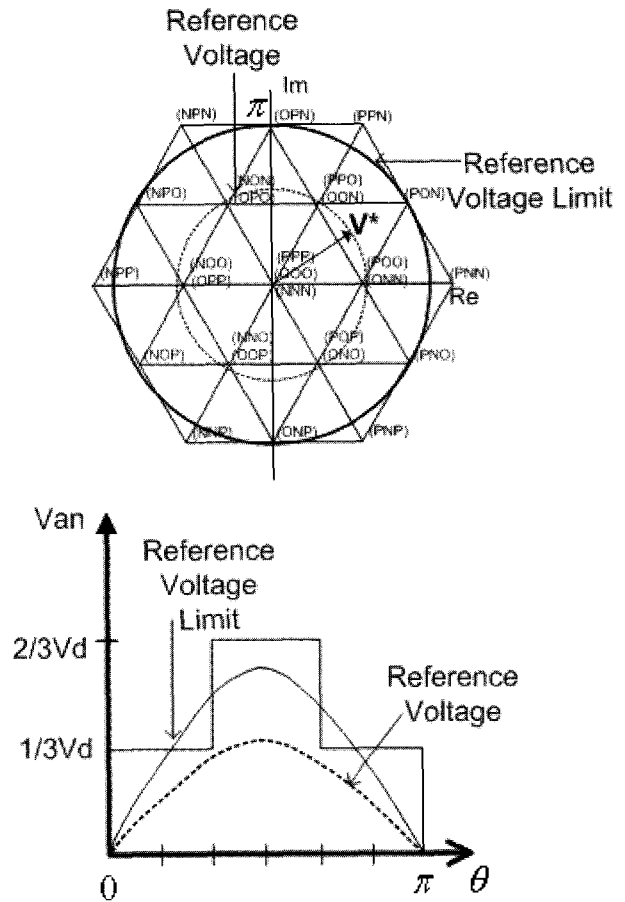 Reference
Voltage
Im
π
(NPN) (OPN) (PPN)
Reference
Voltage Limit
(NPO) (NON) (PPO) (PON)
(OPO) (OON)
V*
(NPP) (NOO) (PPP) (POO) (PNN)
(OPP) (OOO) (ONN)
(NNN)
Re
(NNO) (POP)
(NOP) (OOP) (ONO) (PNO)
(NNP) (ONP) (PNP)
Van
Reference
Voltage
Limit
2/3Vd
Reference
Voltage
1/3Vd
0 π θ